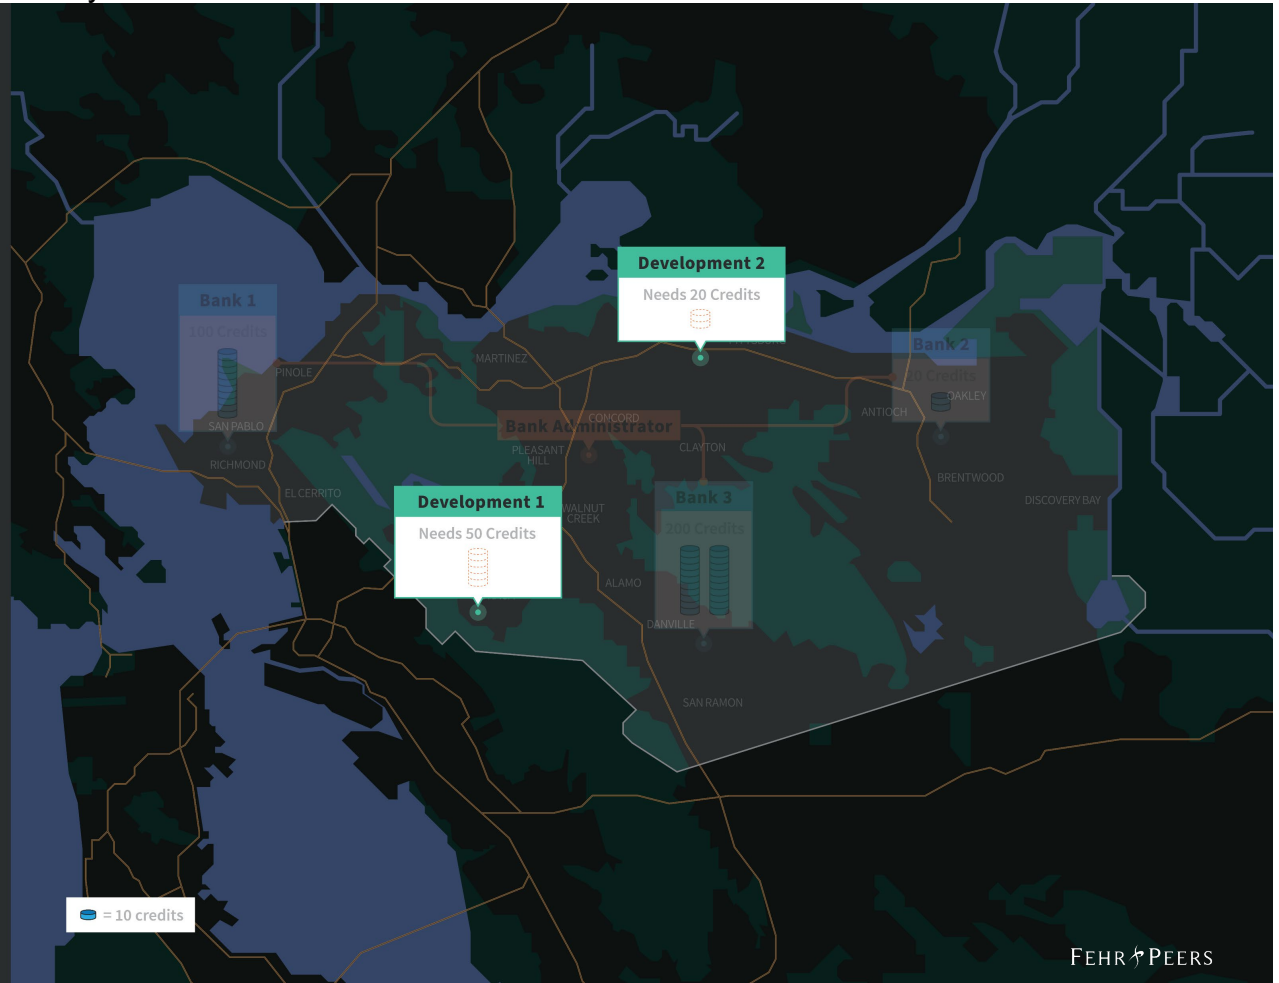 Development 2
Needs 20 Credits
Bank 1
100 Credits
Bank 2
Credits
MARTINEZ
PINOLE
OAKLEY
ANTIOCH
CONCORD
Bank Administrator
SAN PABLO
CLAYTON
PLEASANT
HILL
RICHMOND
BRENTWOOD
EL CERRITO
DISCOVERY BAY
Development 1
Needs 50 Credits
WALNUT
CREEK
Bank 3
200 Credits
ALAMO
DANVILLE
SAN RAMON
= 10 credits
FEHR PEERS